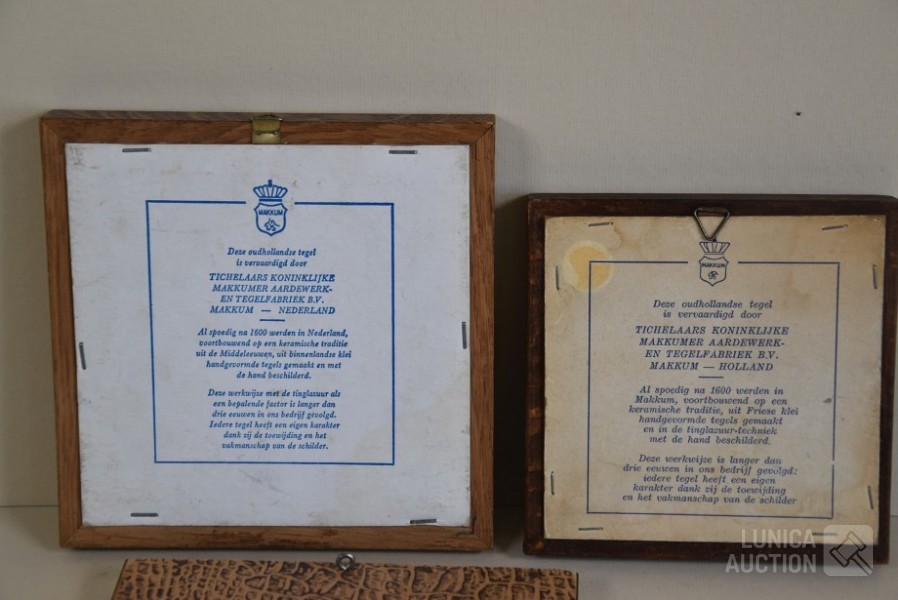 MAKKUM
Deze oudhollandse tegel
is vervaardigd door
TICHELAARS KONINKLIJKE
MAKKUMER AARDEWERK-
EN TEGELFABRIEK B.V.
MAKKUM — NEDERLAND
Al spoedig na 1600 werden in Nederland,
voortbouwend op een keramische traditie
uit de Middeleeuwen, uit binnenlandse klei
handgevormde tegels gemaakt en met
de hand beschilderd.
Deze werkwijze met de tinglazuur als
een bepalende factor is langer dan
drie eeuwen in ons bedrijf gevolgd.
Iedere tegel heeft een eigen karakter
dank zij de toewijding en het
vakmanschap van de schilder.
MAKKUM
Deze oudhollandse tegel
is vervaardigd door
TICHELAARS KONINKLIJKE
MAKKUMER AARDEWERK-
EN TEGELFABRIEK B.V.
MAKKUM — HOLLAND
Al spoedig na 1600 werden in
Makkum, voortbouwend op een
keramische traditie, uit Friese klei
handgevormde tegels gemaakt
en in de tinglazuur-techniek
met de hand beschilderd.
Deze werkwijze is langer dan
drie eeuwen in ons bedrijf gevolgd:
iedere tegel heeft een eigen
karakter dank zij de toewijding
en het vakmanschap van de schilder
LUNICA
AUCTION